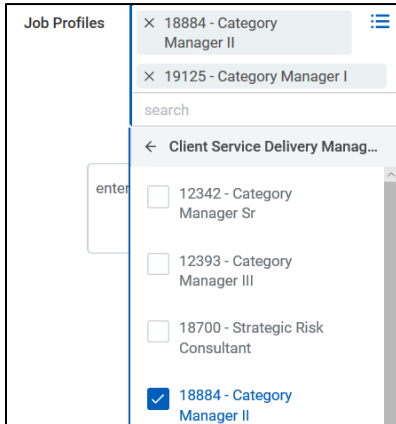 Job Profiles
× 18884 - Category
Manager II
× 19125 - Category Manager I
search
← Client Service Delivery Manag...
enter
12342 - Category
Manager Sr
12393 - Category
Manager III
18700 - Strategic Risk
Consultant
18884 - Category
Manager II